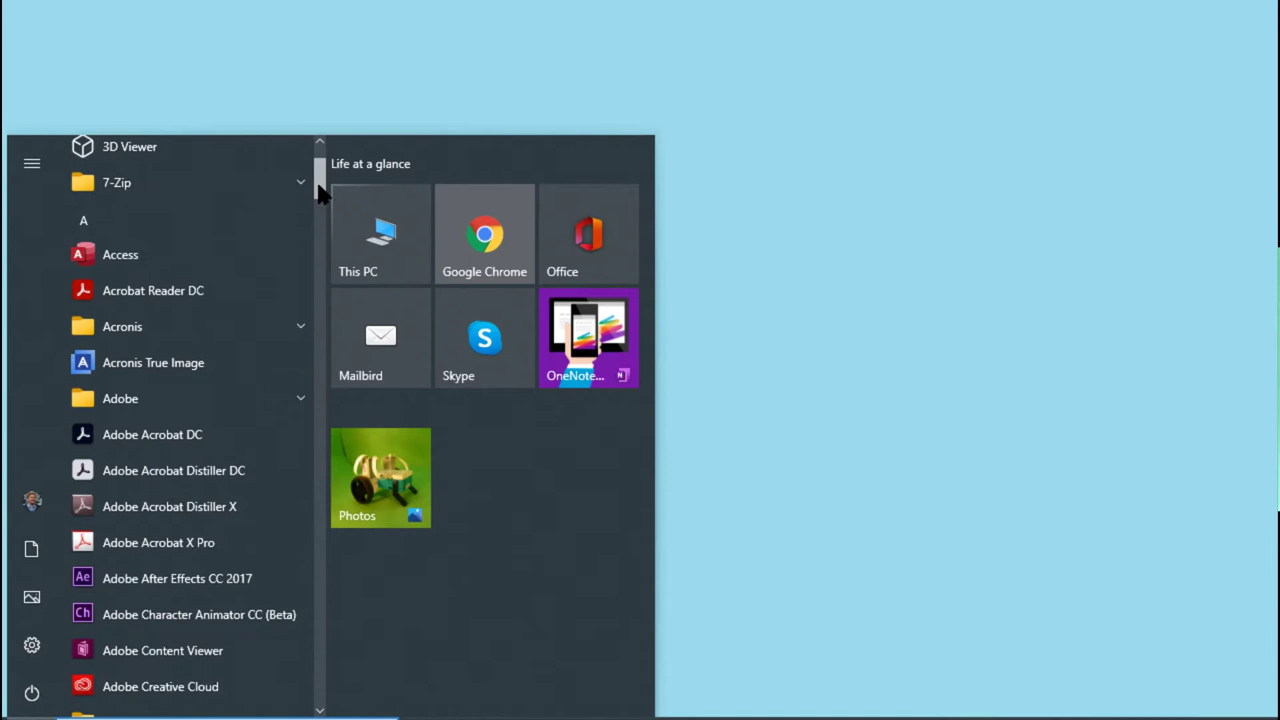 3D Viewer
7-Zip
A
Access
Acrobat Reader DC
Acronis
Acronis True Image
Adobe
Adobe Acrobat DC
Adobe Acrobat Distiller DC
Adobe Acrobat Distiller X
Adobe Acrobat X Pro
Adobe After Effects CC 2017
Adobe Character Animator CC (Beta)
Adobe Content Viewer
Adobe Creative Cloud
Life at a glance
This PC
Google Chrome
Office
Mailbird
Skype
OneNote...
Photos